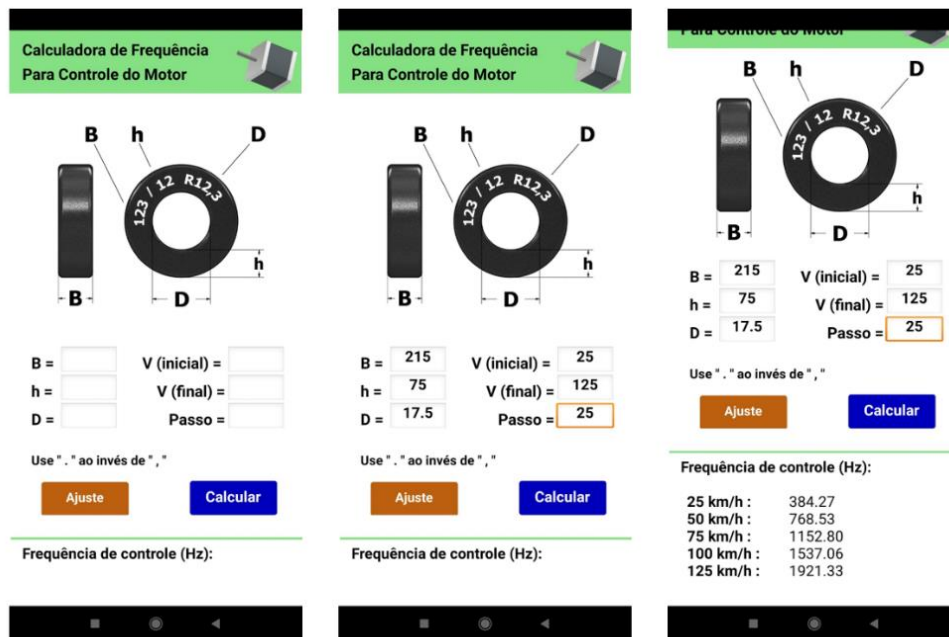 Calculadora de Frequência
Para Controle do Motor
B h D
123 / 12 R12,3
h
B D
B = V (inicial) =
h = V (final) =
D = Passo =
Use " . " ao invés de " , "
Ajuste Calcular
Frequência de controle (Hz):
Calculadora de Frequência
Para Controle do Motor
B h D
123 / 12 R12,3
h
B D
B = 215 V (inicial) = 25
h = 75 V (final) = 125
D = 17.5 Passo = 25
Use " . " ao invés de " , "
Ajuste Calcular
Frequência de controle (Hz):
Para Controle do Motor
B h D
123 / 12 R12,3
h
B D
B = 215 V (inicial) = 25
h = 75 V (final) = 125
D = 17.5 Passo = 25
Use " . " ao invés de " , "
Ajuste Calcular
Frequência de controle (Hz):
25 km/h : 384.27
50 km/h : 768.53
75 km/h : 1152.80
100 km/h : 1537.06
125 km/h : 1921.33